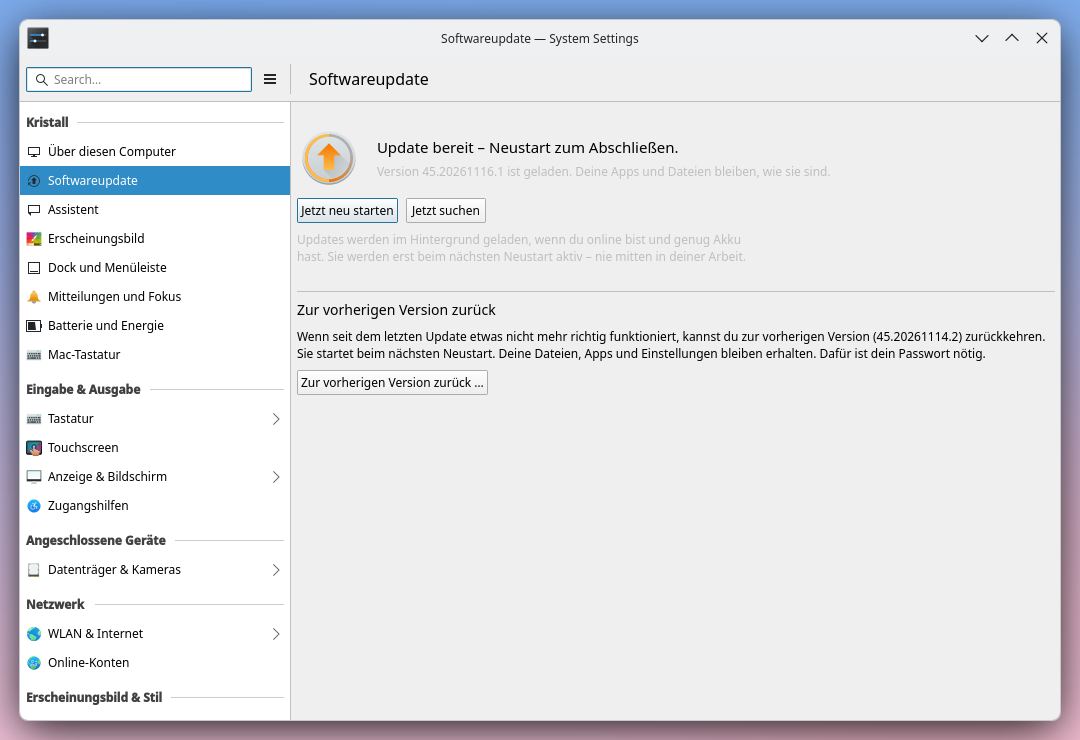 Softwareupdate — System Settings
Search...
Softwareupdate
Kristall
Über diesen Computer
Softwareupdate
Assistent
Erscheinungsbild
Dock und Menüleiste
Mitteilungen und Fokus
Batterie und Energie
Mac-Tastatur
Eingabe & Ausgabe
Tastatur
Touchscreen
Anzeige & Bildschirm
Zugangshilfen
Angeschlossene Geräte
Datenträger & Kameras
Netzwerk
WLAN & Internet
Online-Konten
Erscheinungsbild & Stil
Update bereit – Neustart zum Abschließen.
Version 45.20261116.1 ist geladen. Deine Apps und Dateien bleiben, wie sie sind.
Jetzt neu starten
Jetzt suchen
Updates werden im Hintergrund geladen, wenn du online bist und genug Akku
hast. Sie werden erst beim nächsten Neustart aktiv – nie mitten in deiner Arbeit.
Zur vorherigen Version zurück
Wenn seit dem letzten Update etwas nicht mehr richtig funktioniert, kannst du zur vorherigen Version (45.20261114.2) zurückkehren.
Sie startet beim nächsten Neustart. Deine Dateien, Apps und Einstellungen bleiben erhalten. Dafür ist dein Passwort nötig.
Zur vorherigen Version zurück ...